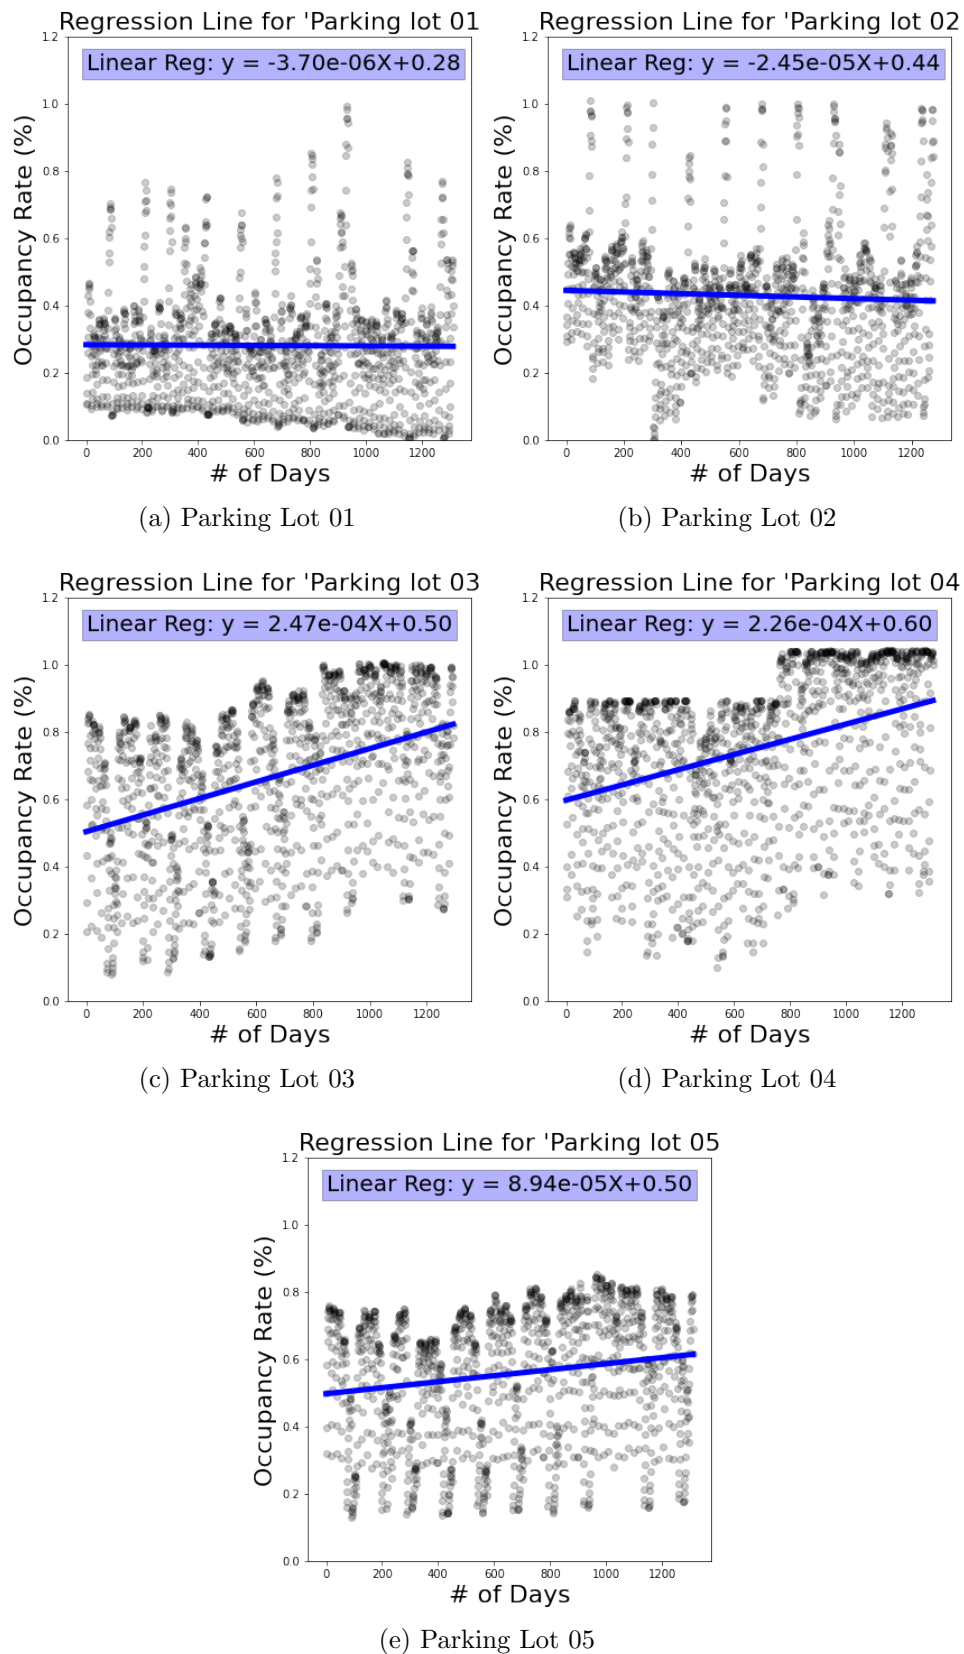 Regression Line for 'Parking lot 01
Linear Reg: y = -3.70e-06X+0.28
Occupancy Rate (%)
1.2
1.0
0.8
0.6
0.4
0.2
0.0
0 200 400 600 800 1000 1200
# of Days
(a) Parking Lot 01
Regression Line for 'Parking lot 02
Linear Reg: y = -2.45e-05X+0.44
Occupancy Rate (%)
1.2
1.0
0.8
0.6
0.4
0.2
0.0
0 200 400 600 800 1000 1200
# of Days
(b) Parking Lot 02
Regression Line for 'Parking lot 03
Linear Reg: y = 2.47e-04X+0.50
Occupancy Rate (%)
1.2
1.0
0.8
0.6
0.4
0.2
0.0
0 200 400 600 800 1000 1200
# of Days
(c) Parking Lot 03
Regression Line for 'Parking lot 04
Linear Reg: y = 2.26e-04X+0.60
Occupancy Rate (%)
1.2
1.0
0.8
0.6
0.4
0.2
0.0
0 200 400 600 800 1000 1200
# of Days
(d) Parking Lot 04
Regression Line for 'Parking lot 05
Linear Reg: y = 8.94e-05X+0.50
Occupancy Rate (%)
1.2
1.0
0.8
0.6
0.4
0.2
0.0
0 200 400 600 800 1000 1200
# of Days
(e) Parking Lot 05